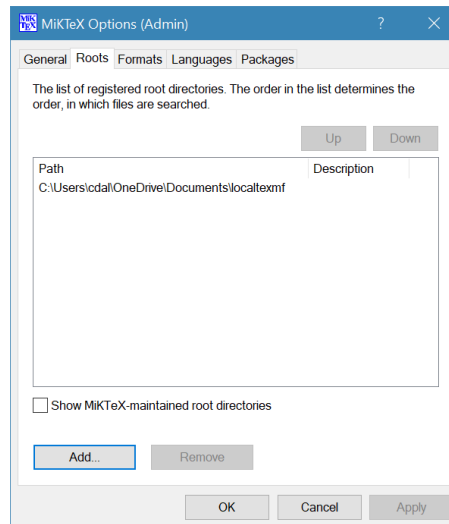 MiKTeX Options (Admin) ?
General Roots Formats Languages Packages
The list of registered root directories. The order in the list determines the
order, in which files are searched.
Up Down
Path Description
C:\Users\cdal\OneDrive\Documents\localtexmf
Show MiKTeX-maintained root directories
Add... Remove
OK Cancel Apply